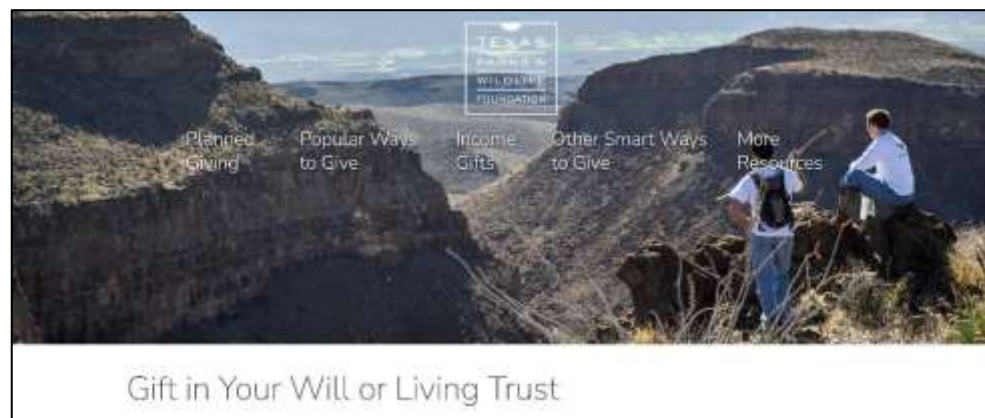 TEXAS
PARKS &
WILDLIFE
FOUNDATION
Planned Giving
Popular Ways to Give
Income Gifts
Other Smart Ways to Give
More Resources
Gift in Your Will or Living Trust